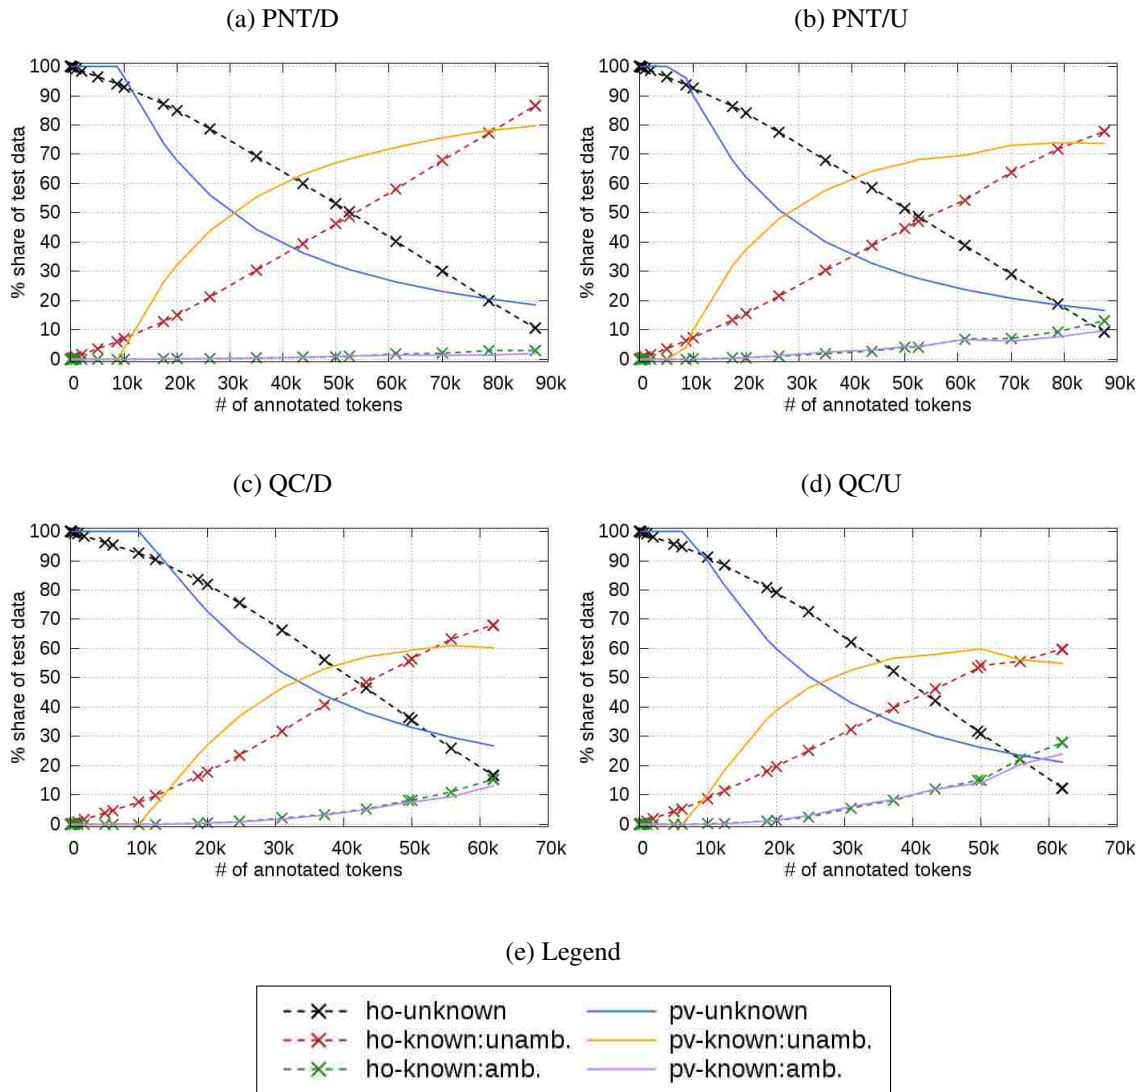 (a) PNT/D
(b) PNT/U
100
90
80
70
60
50
40
30
20
10
0
% share of test data
0 10k 20k 30k 40k 50k 60k 70k 80k 90k
# of annotated tokens
100
90
80
70
60
50
40
30
20
10
0
% share of test data
0 10k 20k 30k 40k 50k 60k 70k 80k 90k
# of annotated tokens
(c) QC/D
(d) QC/U
100
90
80
70
60
50
40
30
20
10
0
% share of test data
0 10k 20k 30k 40k 50k 60k 70k
# of annotated tokens
100
90
80
70
60
50
40
30
20
10
0
% share of test data
0 10k 20k 30k 40k 50k 60k 70k
# of annotated tokens
(e) Legend
ho-unknown
pv-unknown
ho-known:unamb.
pv-known:unamb.
ho-known:amb.
pv-known:amb.